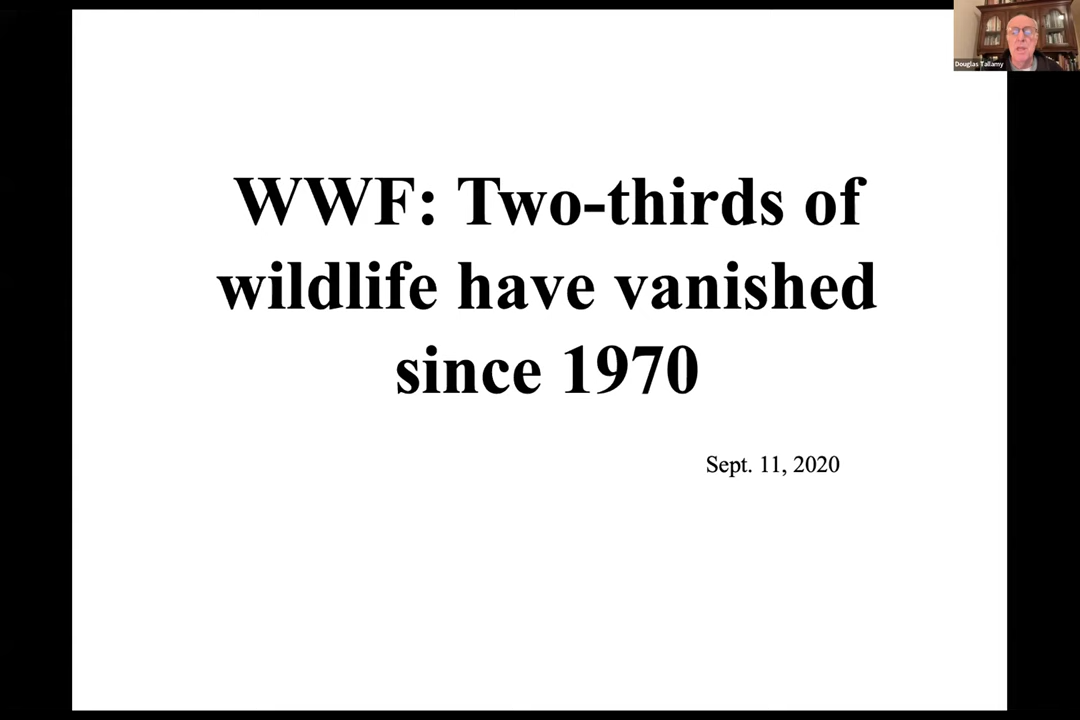 Douglas Tallamy
WWF: Two-thirds of
wildlife have vanished
since 1970
Sept. 11, 2020